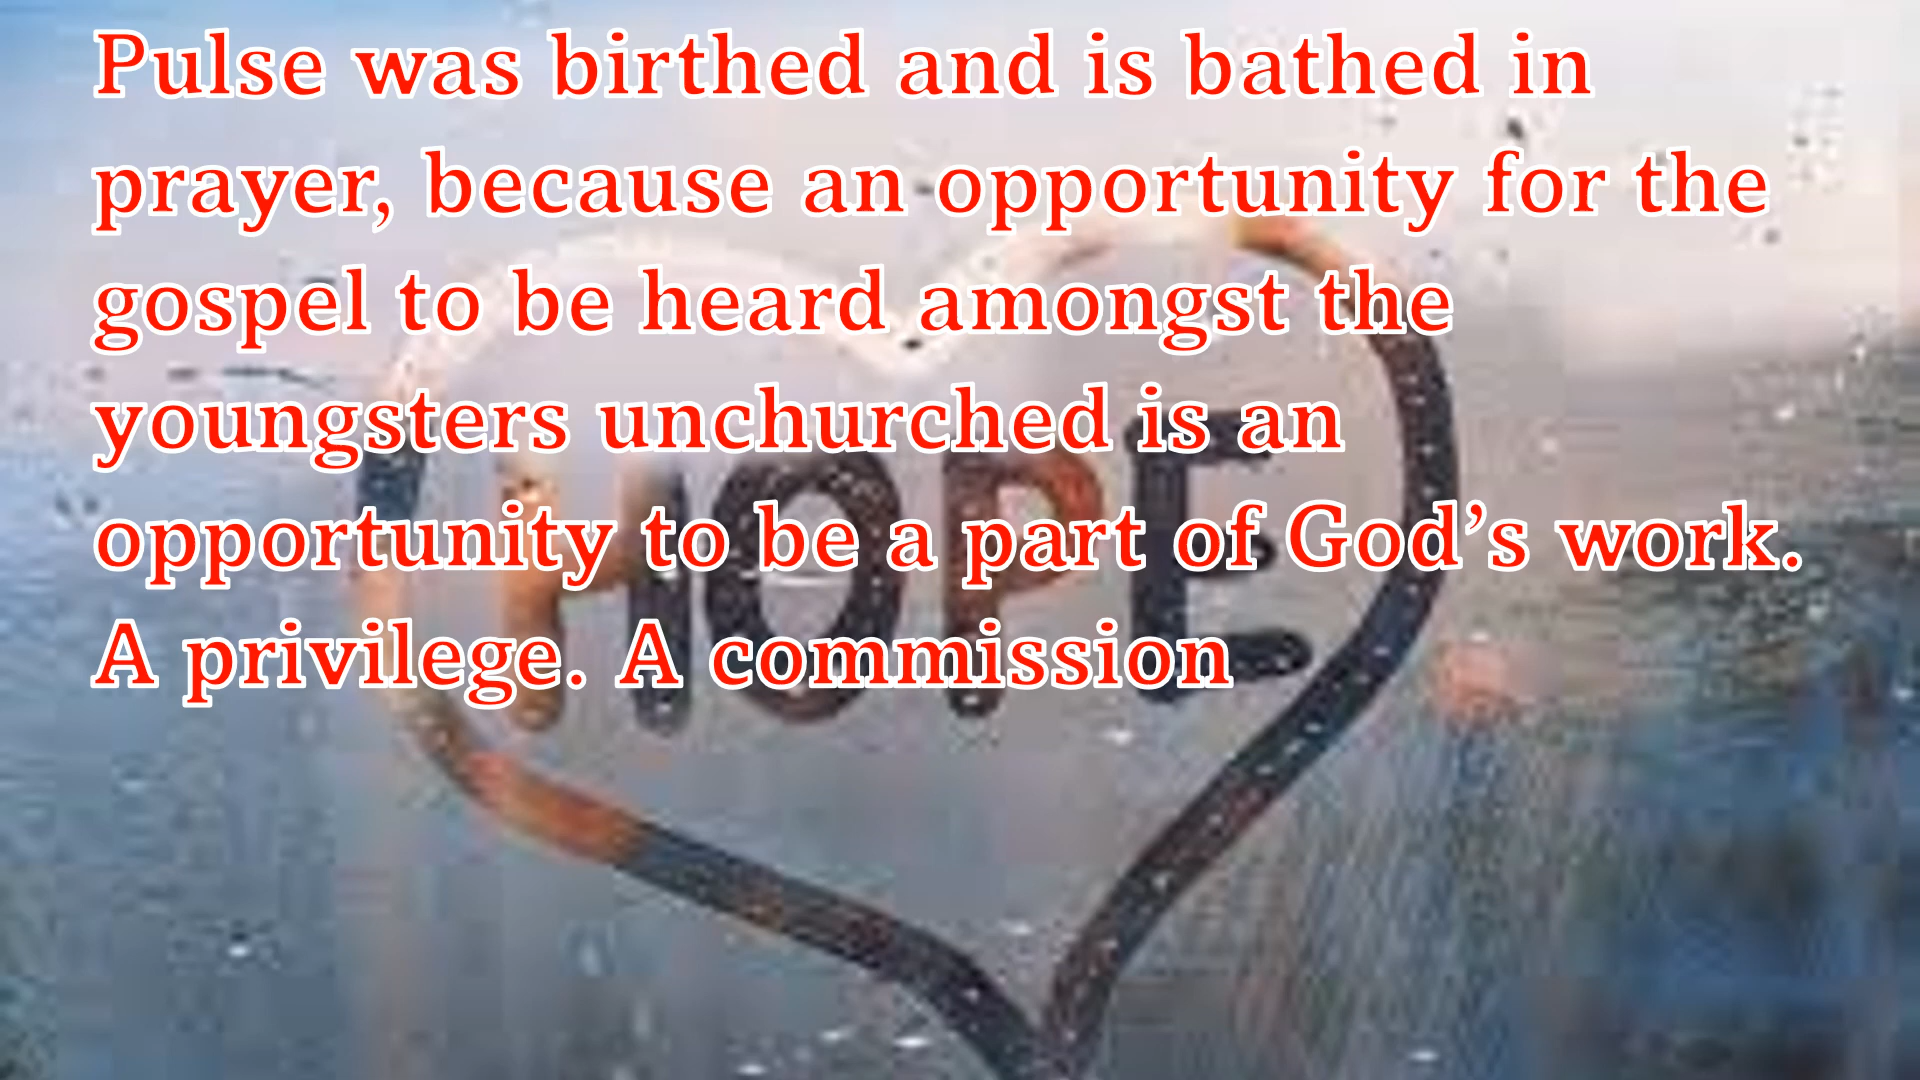 Pulse was birthed and is bathed in
prayer, because an opportunity for the
gospel to be heard amongst the
youngsters unchurched is an
opportunity to be a part of God’s work.
A privilege. A commission
HOPE